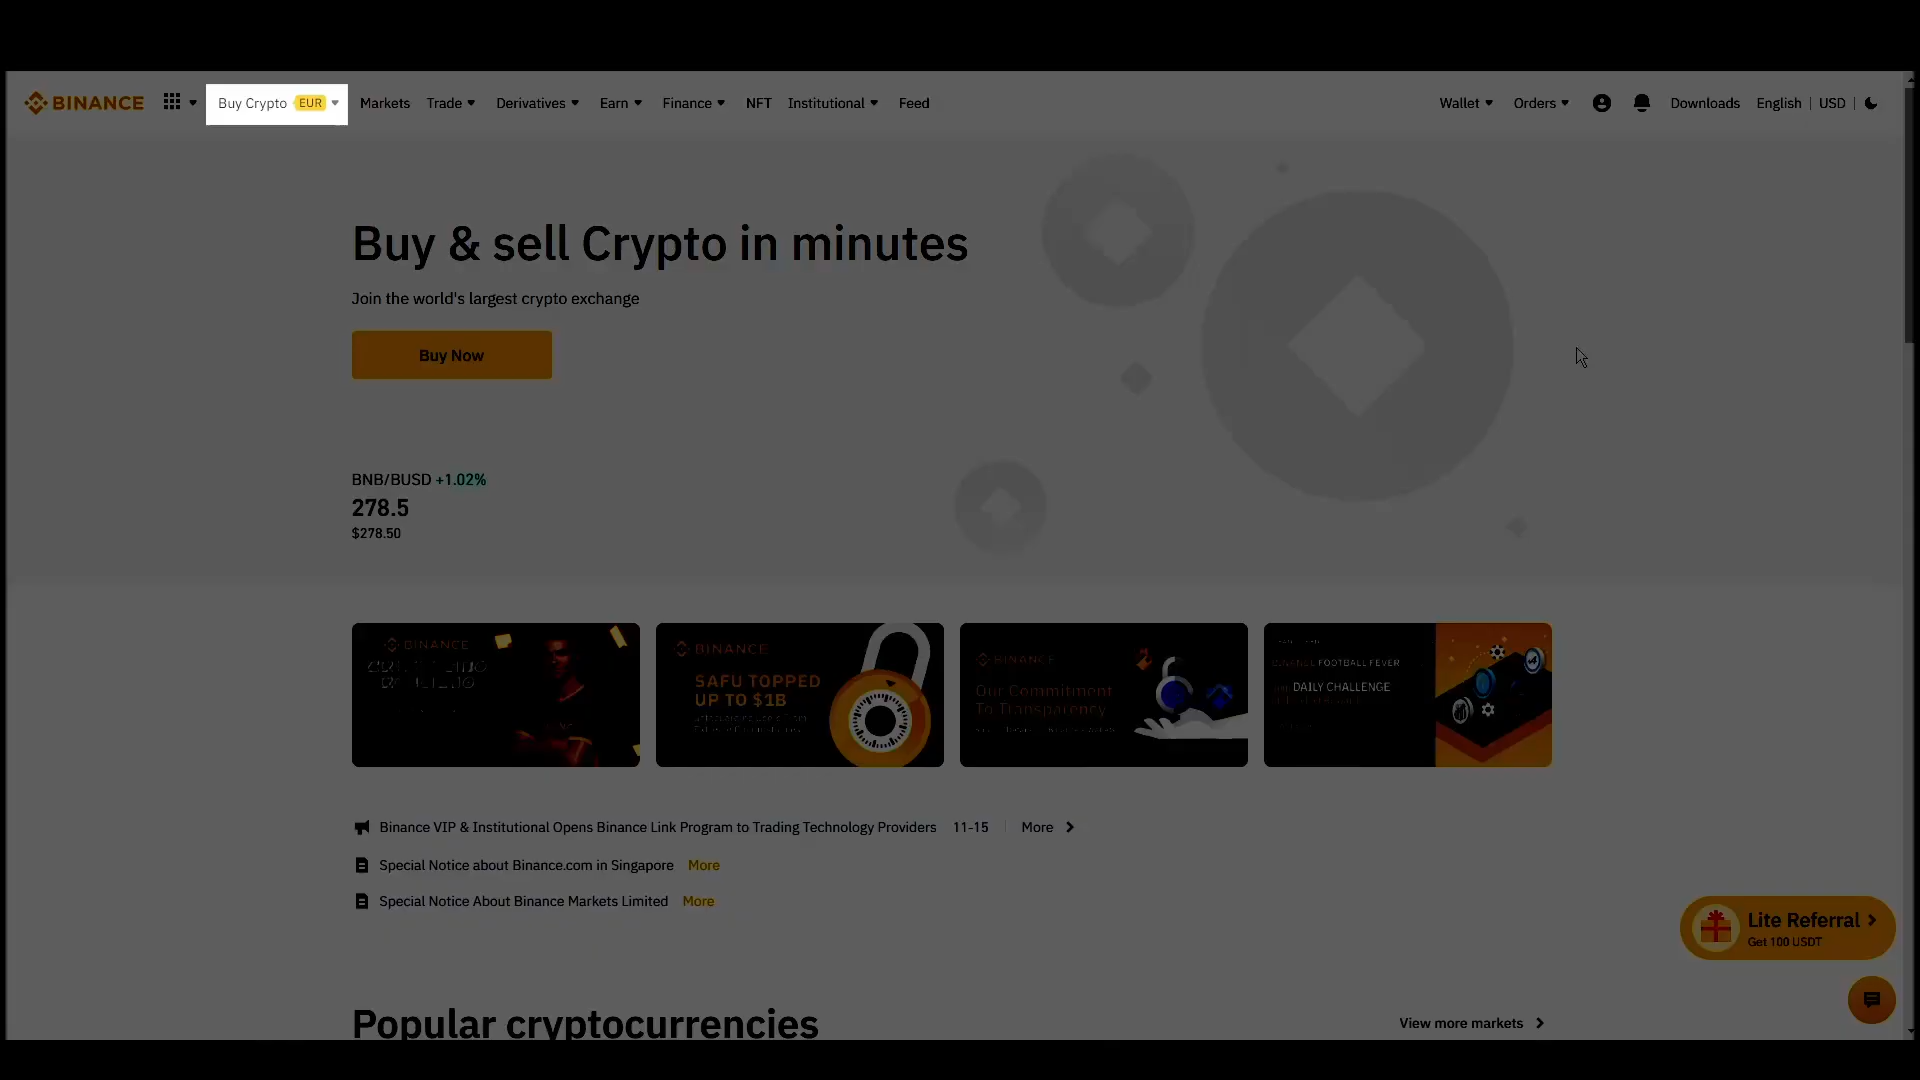 BINANCE
Buy Crypto EUR
Markets
Trade
Derivatives
Earn
Finance
NFT
Institutional
Feed
Wallet
Orders
Downloads
English | USD
Buy & sell Crypto in minutes
Join the world's largest crypto exchange
Buy Now
BNB/BUSD +1.02%
278.5
$278.50
BINANCE
BINANCE
SAFU TOPPED
UP TO $1B
BINANCE
Our Commitment
To Transparency
FOOTBALL FEVER
DAILY CHALLENGE
Binance VIP & Institutional Opens Binance Link Program to Trading Technology Providers 11-15 More
Special Notice about Binance.com in Singapore More
Special Notice About Binance Markets Limited More
Lite Referral
Get 100 USDT
Popular cryptocurrencies
View more markets